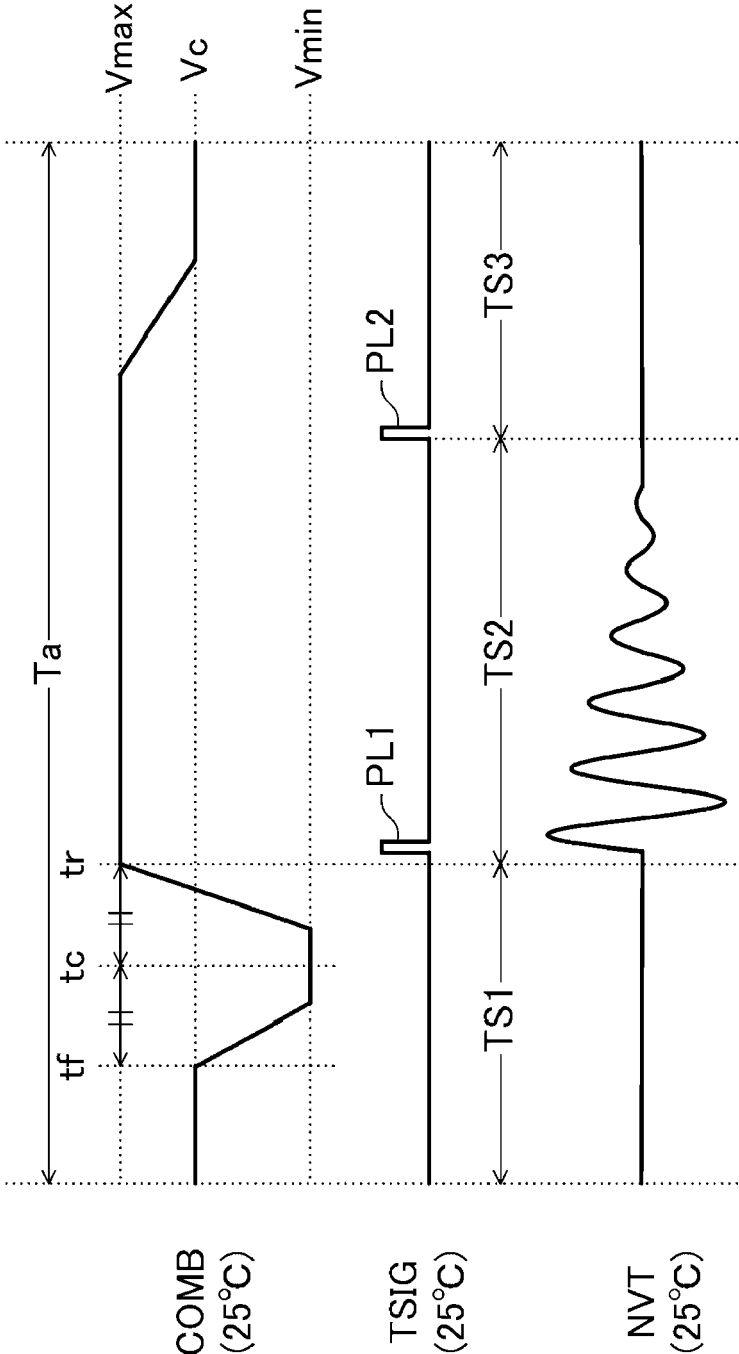 Ta
tf
tc
tr
Vmax
Vc
Vmin
COMB
(25℃)
PL1
PL2
TSIG
(25℃)
TS1
TS2
TS3
NVT
(25℃)